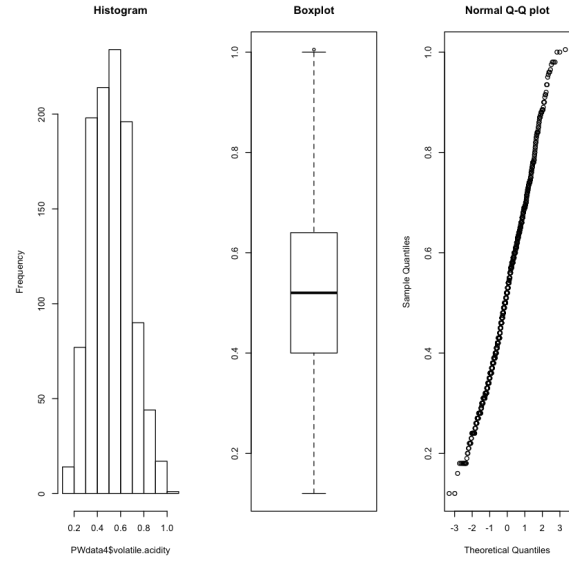 Histogram
Frequency
0
50
100
150
200
0.2 0.4 0.6 0.8 1.0
PWdata4$volatile.acidity
Boxplot
0.2
0.4
0.6
0.8
1.0
Normal Q-Q plot
Sample Quantiles
0.2
0.4
0.6
0.8
1.0
-3 -2 -1 0 1 2 3
Theoretical Quantiles